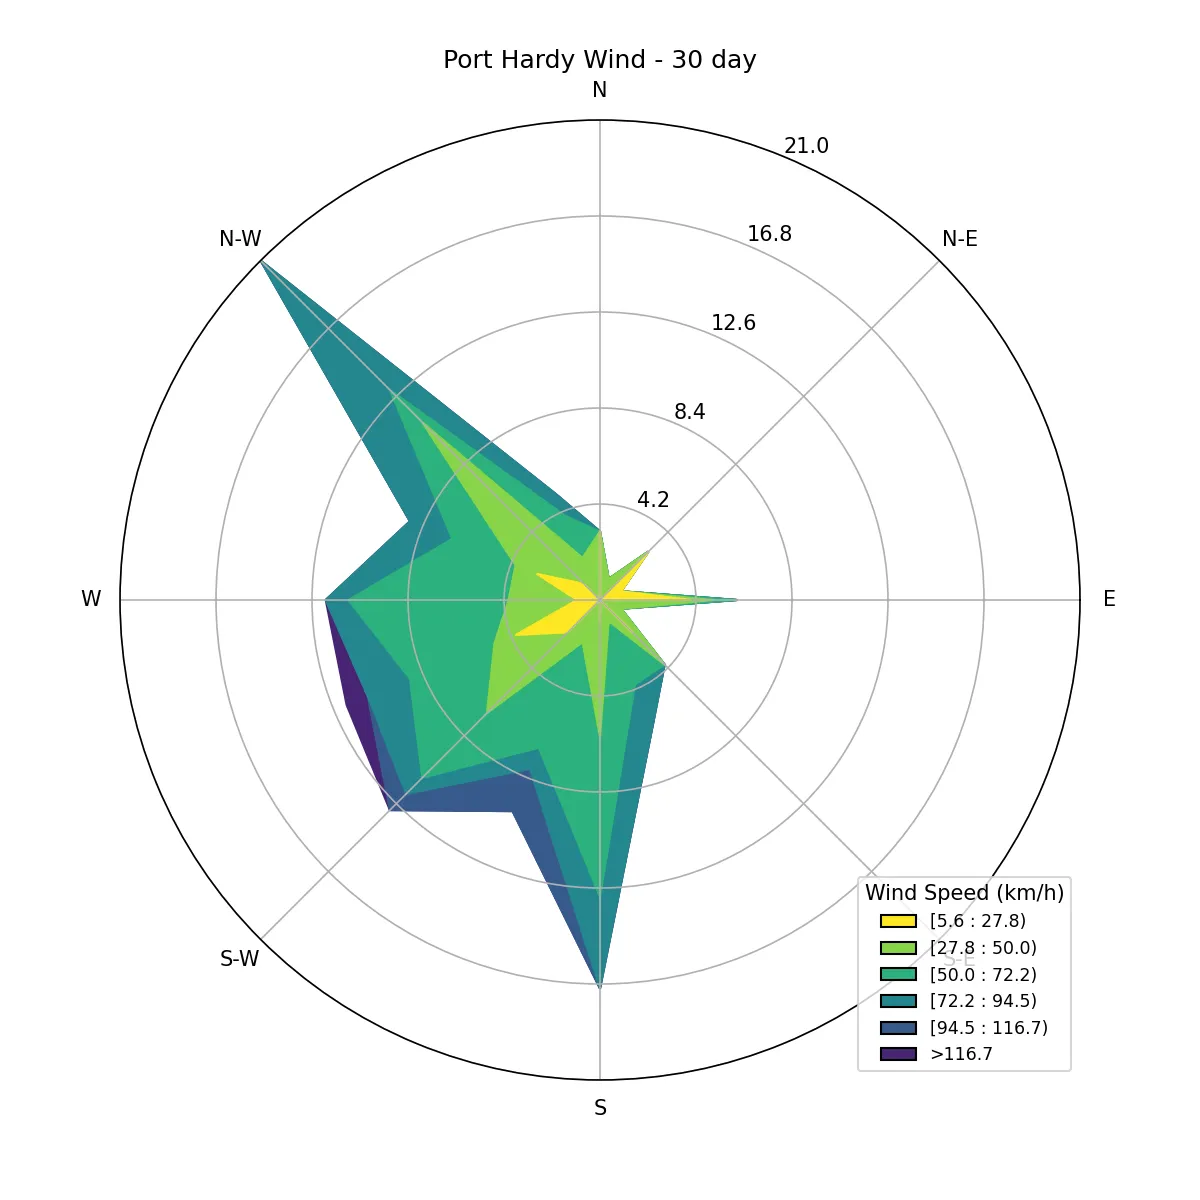 Port Hardy Wind - 30 day
N
21.0
16.8
N-W
N-E
12.6
8.4
4.2
W
E
Wind Speed (km/h)
[5.6 : 27.8)
[27.8 : 50.0)
S-W
S-E
[50.0 : 72.2)
[72.2 : 94.5)
[94.5 : 116.7)
>116.7
S